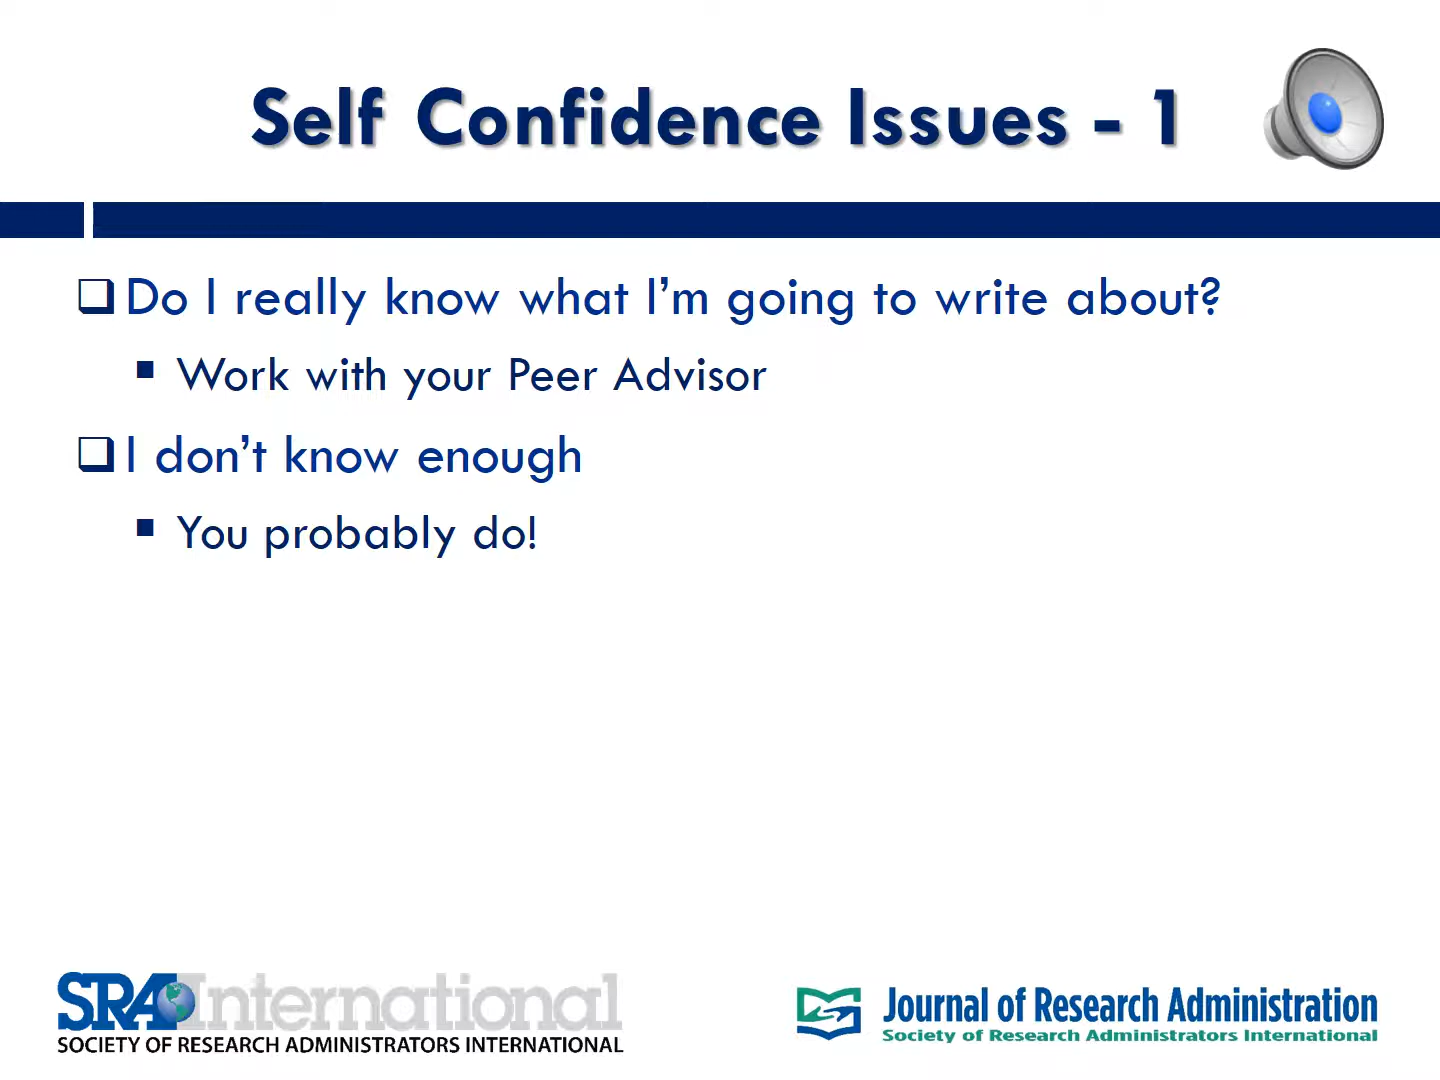 Self Confidence Issues - 1
Do I really know what I'm going to write about?
Work with your Peer Advisor
I don't know enough
You probably do!
SRA International
SOCIETY OF RESEARCH ADMINISTRATORS INTERNATIONAL
Journal of Research Administration
Society of Research Administrators International